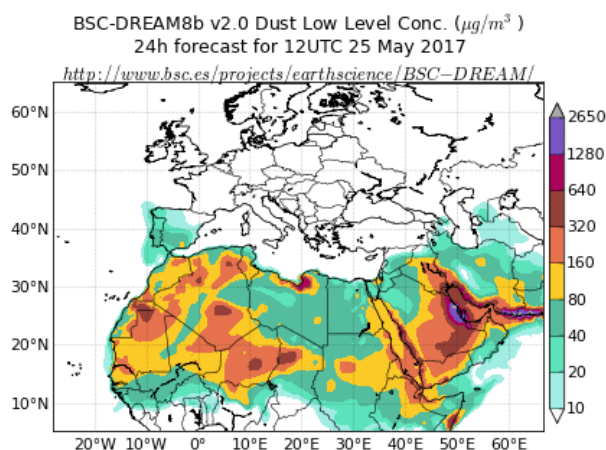 BSC-DREAM8b v2.0 Dust Low Level Conc. (μg/m³ )
24h forecast for 12UTC 25 May 2017
http://www.bsc.es/projects/earthscience/BSC−DREAM/
60°N
50°N
40°N
30°N
20°N
10°N
20°W 10°W 0° 10°E 20°E 30°E 40°E 50°E 60°E
2650
1280
640
320
160
80
40
20
10